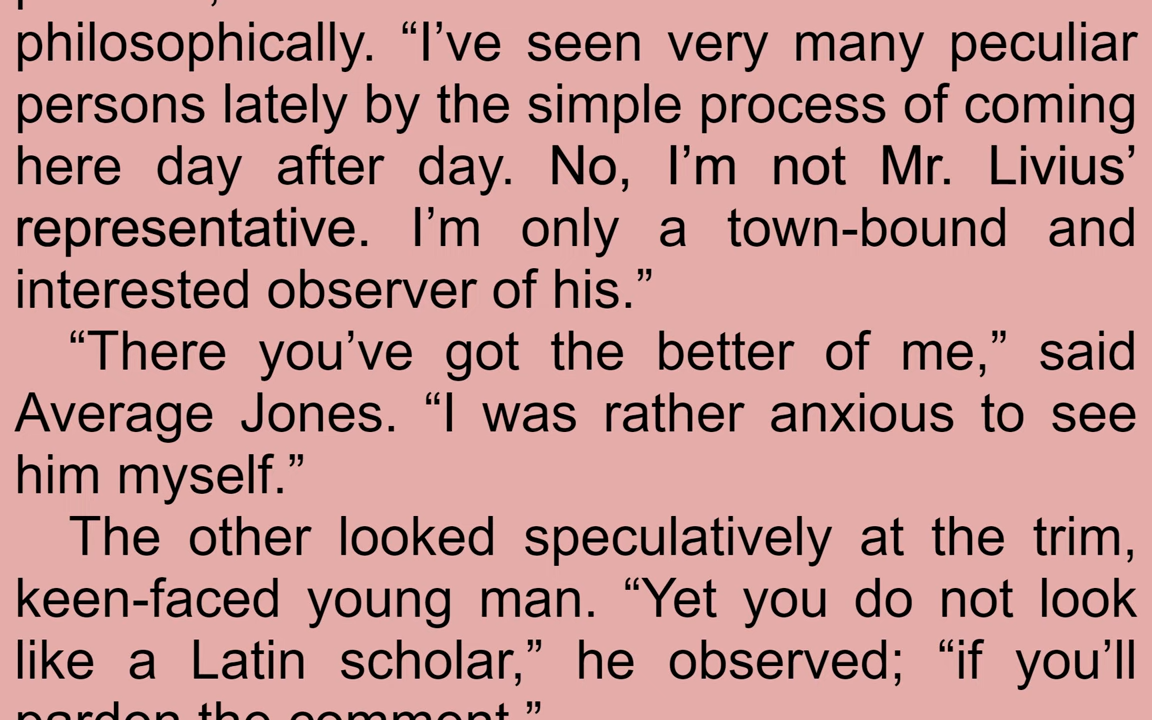 philosophically. “I’ve seen very many peculiar
persons lately by the simple process of coming
here day after day. No, I’m not Mr. Livius’
representative. I’m only a town-bound and
interested observer of his.”
“There you’ve got the better of me,” said
Average Jones. “I was rather anxious to see
him myself.”
The other looked speculatively at the trim,
keen-faced young man. “Yet you do not look
like a Latin scholar,” he observed; “if you’ll
pardon the comment.”